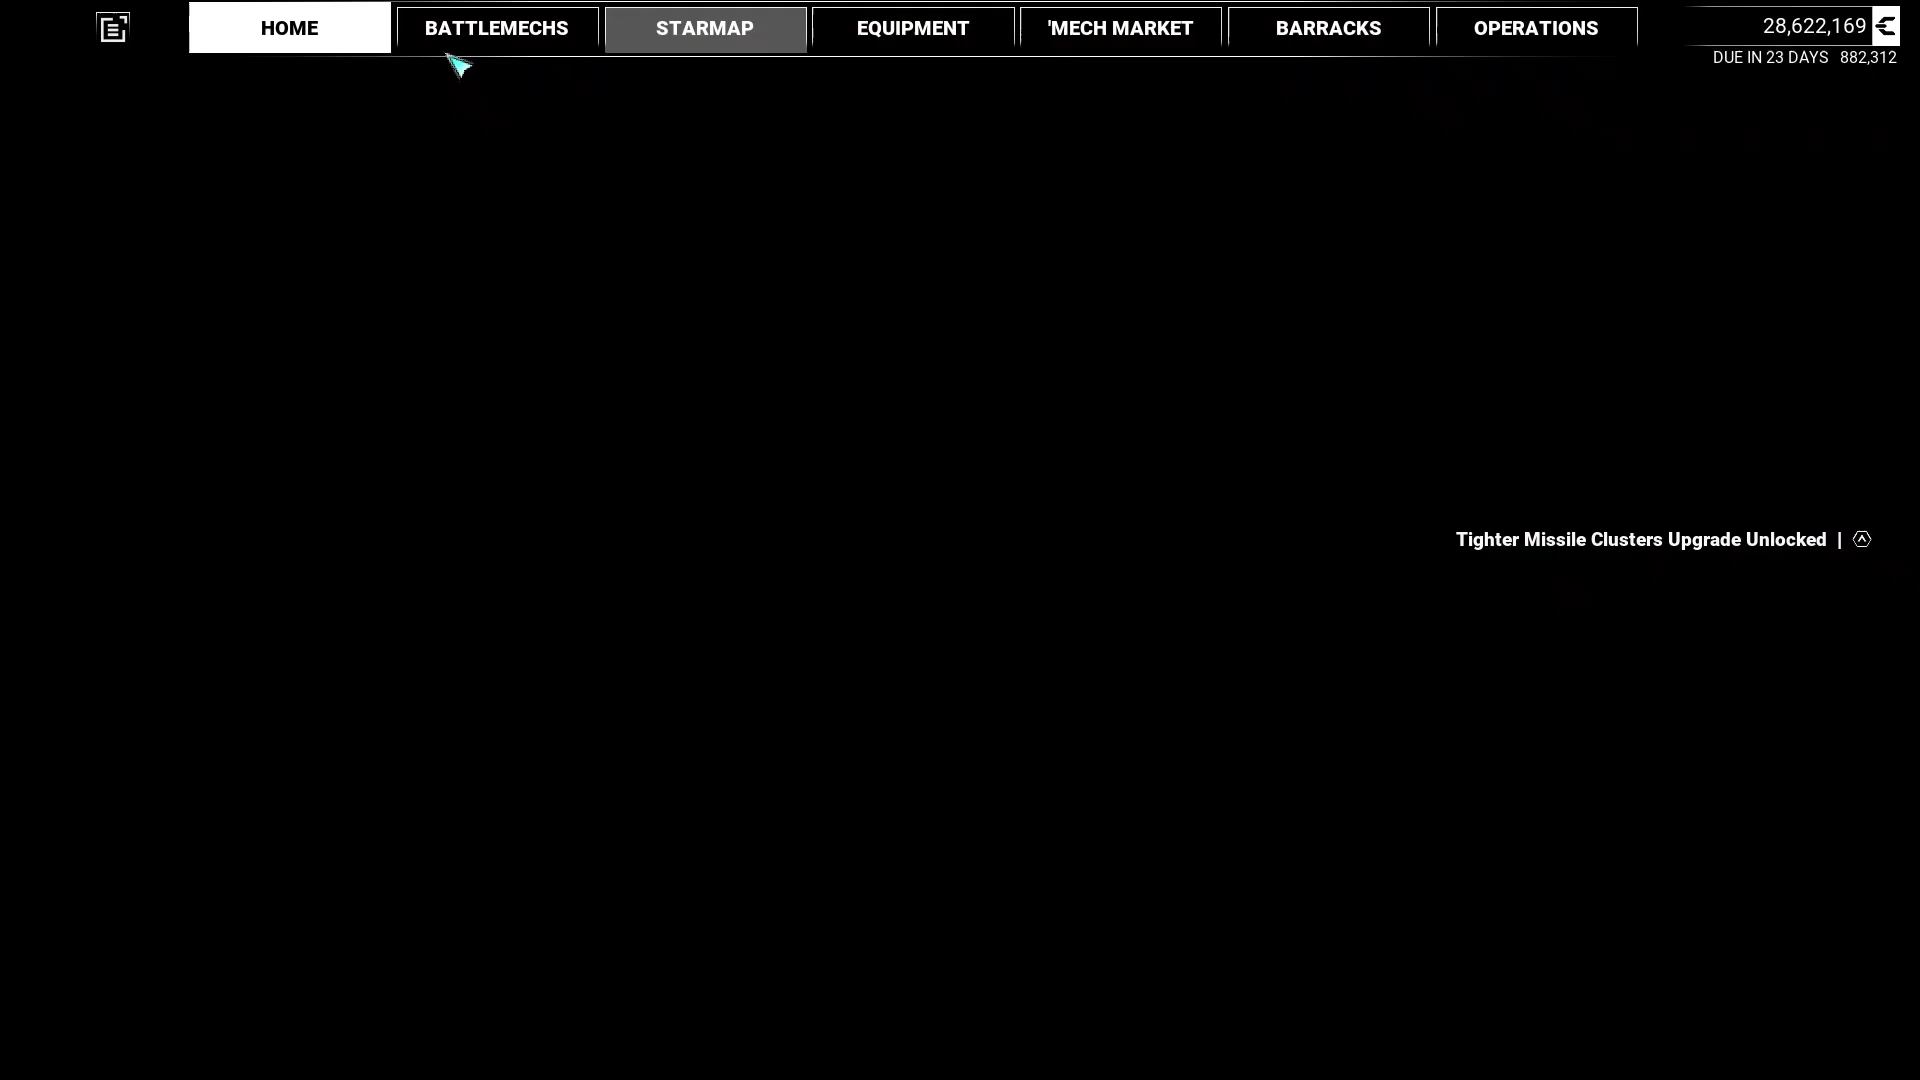 HOME
BATTLEMECHS
STARMAP
EQUIPMENT
'MECH MARKET
BARRACKS
OPERATIONS
28,622,169
DUE IN 23 DAYS 882,312
Tighter Missile Clusters Upgrade Unlocked |